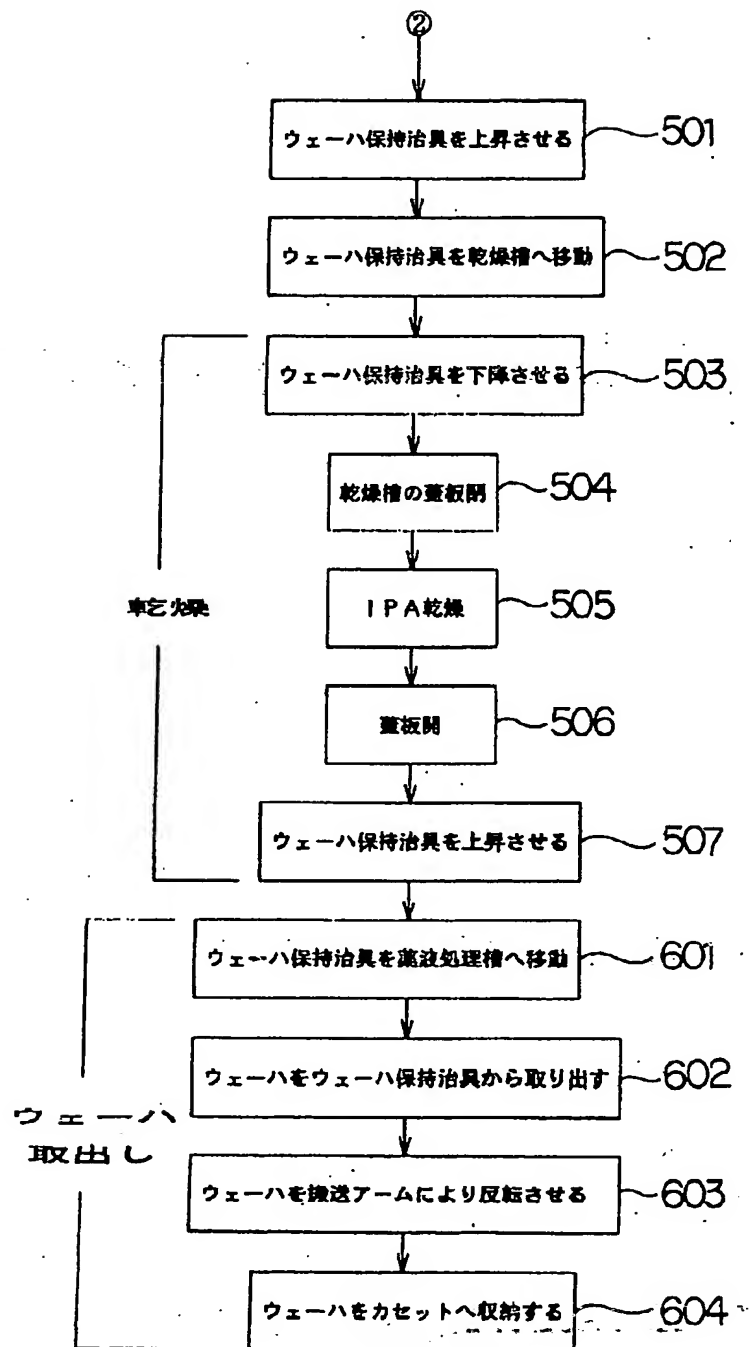 ②
ウェーハ保持治具を上昇させる 501
ウェーハ保持治具を乾燥槽へ移動 502
ウェーハ保持治具を下降させる 503
乾燥槽の蓋板閉 504
乾燥
IPA乾燥 505
蓋板開 506
ウェーハ保持治具を上昇させる 507
ウェーハ保持治具を薬液処理槽へ移動 601
ウェーハをウェーハ保持治具から取り出す 602
ウェーハ
取出し
ウェーハを搬送アームにより反転させる 603
ウェーハをカセットへ収納する 604